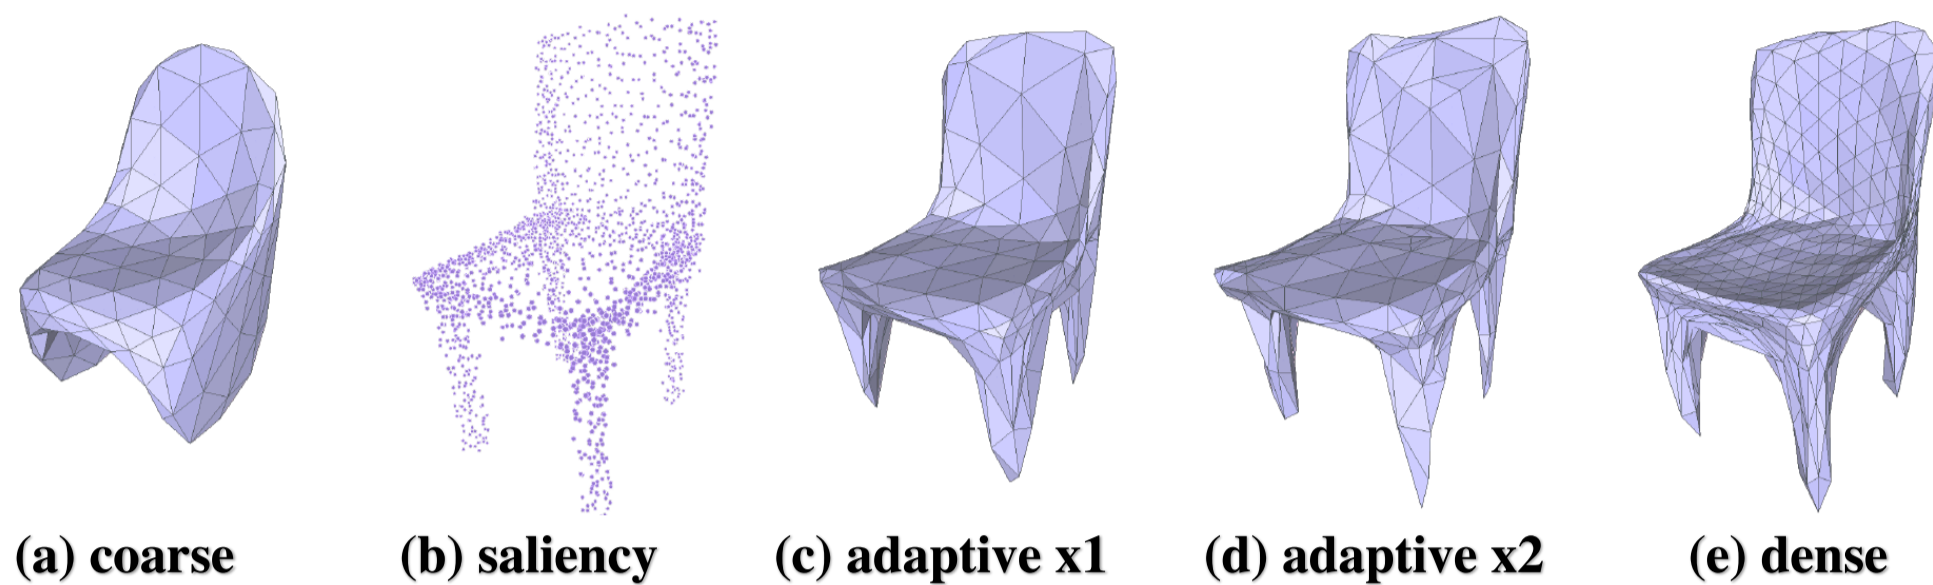 (a) coarse (b) saliency (c) adaptive x1 (d) adaptive x2 (e) dense